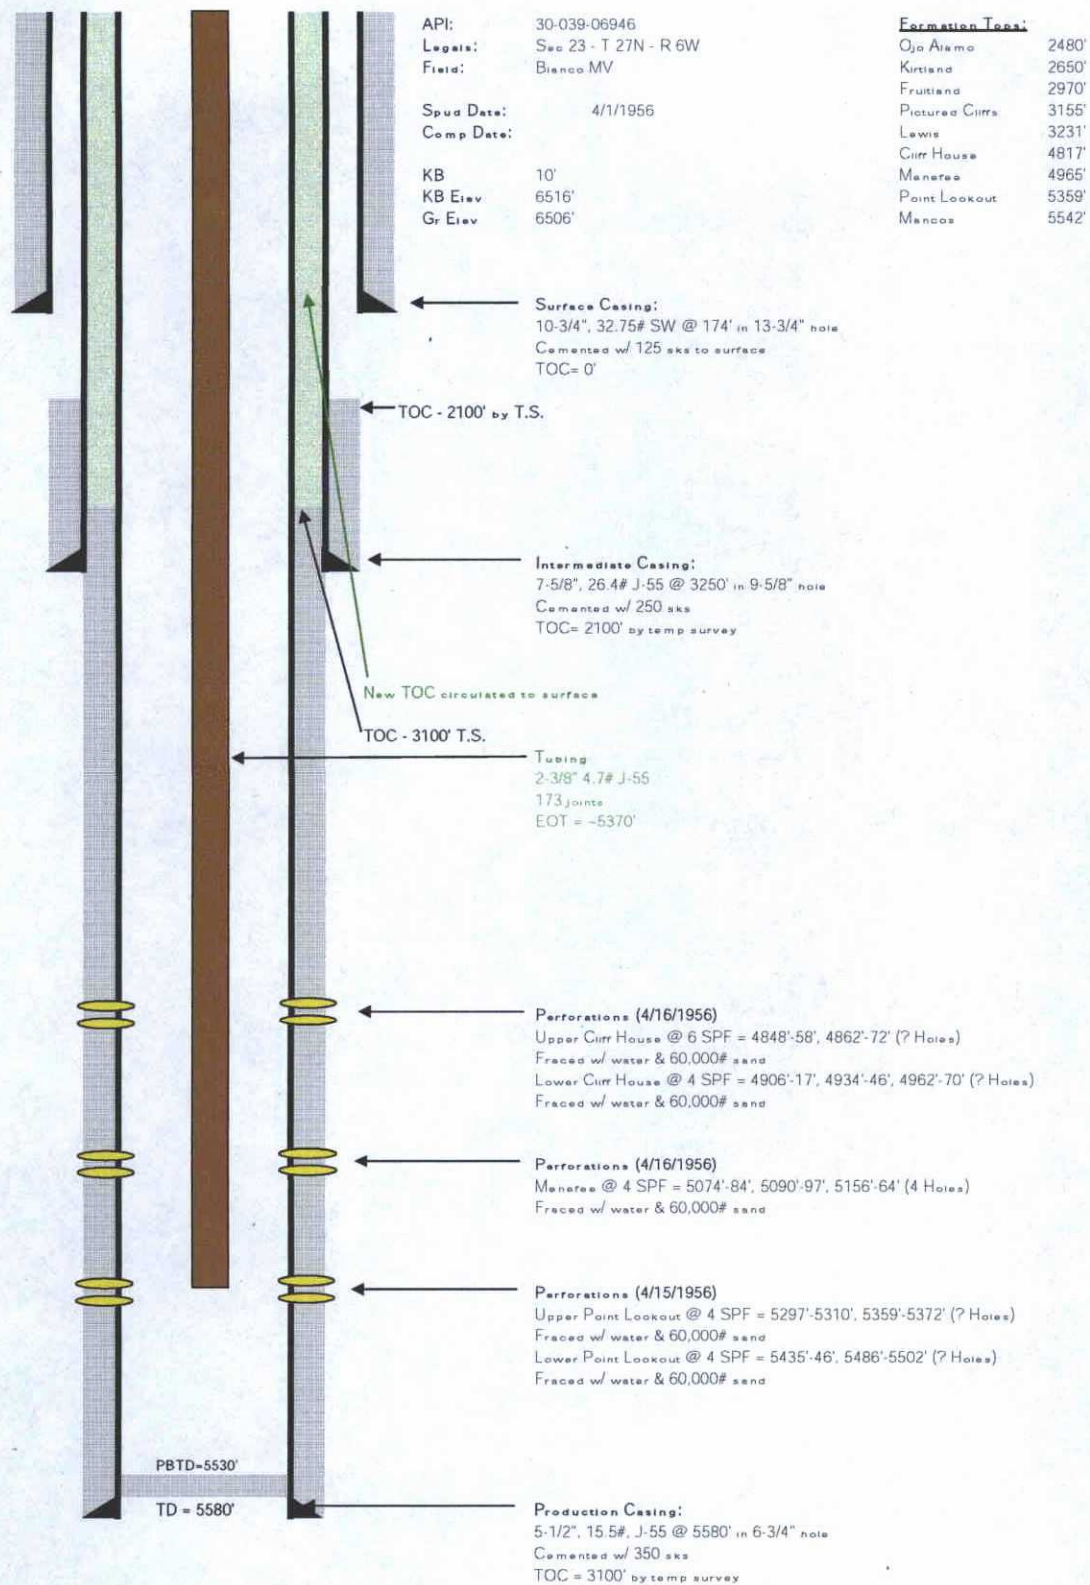 API: 30-039-06946
Legals: Sec 23 - T 27N - R 6W
Field: Blanco MV
Spud Date: 4/1/1956
Comp Date:
KB 10'
KB Elev 6516'
Gr Elev 6506'
Formation Tops:
Ojo Alamo 2480'
Kirtland 2650'
Fruitland 2970'
Pictured Cliffs 3155'
Lewis 3231'
Cliff House 4817'
Menefee 4965'
Point Lookout 5359'
Mancos 5542'
Surface Casing:
10-3/4", 32.75# SW @ 174' in 13-3/4" hole
Cemented w/ 125 sks to surface
TOC= 0'
TOC - 2100' by T.S.
Intermediate Casing:
7-5/8", 26.4# J-55 @ 3250' in 9-5/8" hole
Cemented w/ 250 sks
TOC= 2100' by temp survey
New TOC circulated to surface
TOC - 3100' T.S.
Tubing
2-3/8" 4.7# J-55
173 joints
EOT = ~5370'
Perforations (4/16/1956)
Upper Cliff House @ 6 SPF = 4848'-58', 4862'-72' (? Holes)
Fraced w/ water & 60,000# sand
Lower Cliff House @ 4 SPF = 4906'-17', 4934'-46', 4962'-70' (? Holes)
Fraced w/ water & 60,000# sand
Perforations (4/16/1956)
Menefee @ 4 SPF = 5074'-84', 5090'-97', 5156'-64' (4 Holes)
Fraced w/ water & 60,000# sand
Perforations (4/15/1956)
Upper Point Lookout @ 4 SPF = 5297'-5310', 5359'-5372' (? Holes)
Fraced w/ water & 60,000# sand
Lower Point Lookout @ 4 SPF = 5435'-46', 5486'-5502' (? Holes)
Fraced w/ water & 60,000# sand
PBTD=5530'
TD = 5580'
Production Casing:
5-1/2", 15.5#, J-55 @ 5580' in 6-3/4" hole
Cemented w/ 350 sks
TOC = 3100' by temp survey